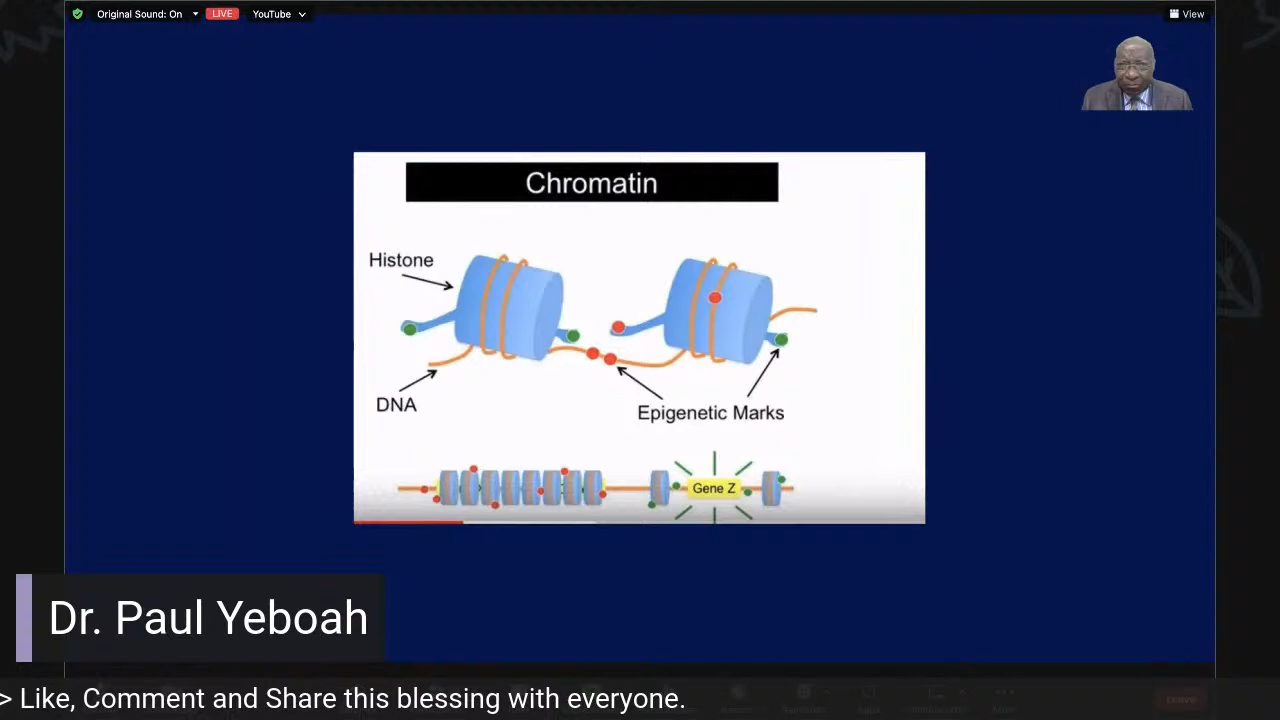 Original Sound: On
LIVE
YouTube
View
Chromatin
Histone
DNA
Epigenetic Marks
Gene Z
Dr. Paul Yeboah
> Like, Comment and Share this blessing with everyone.
Leave